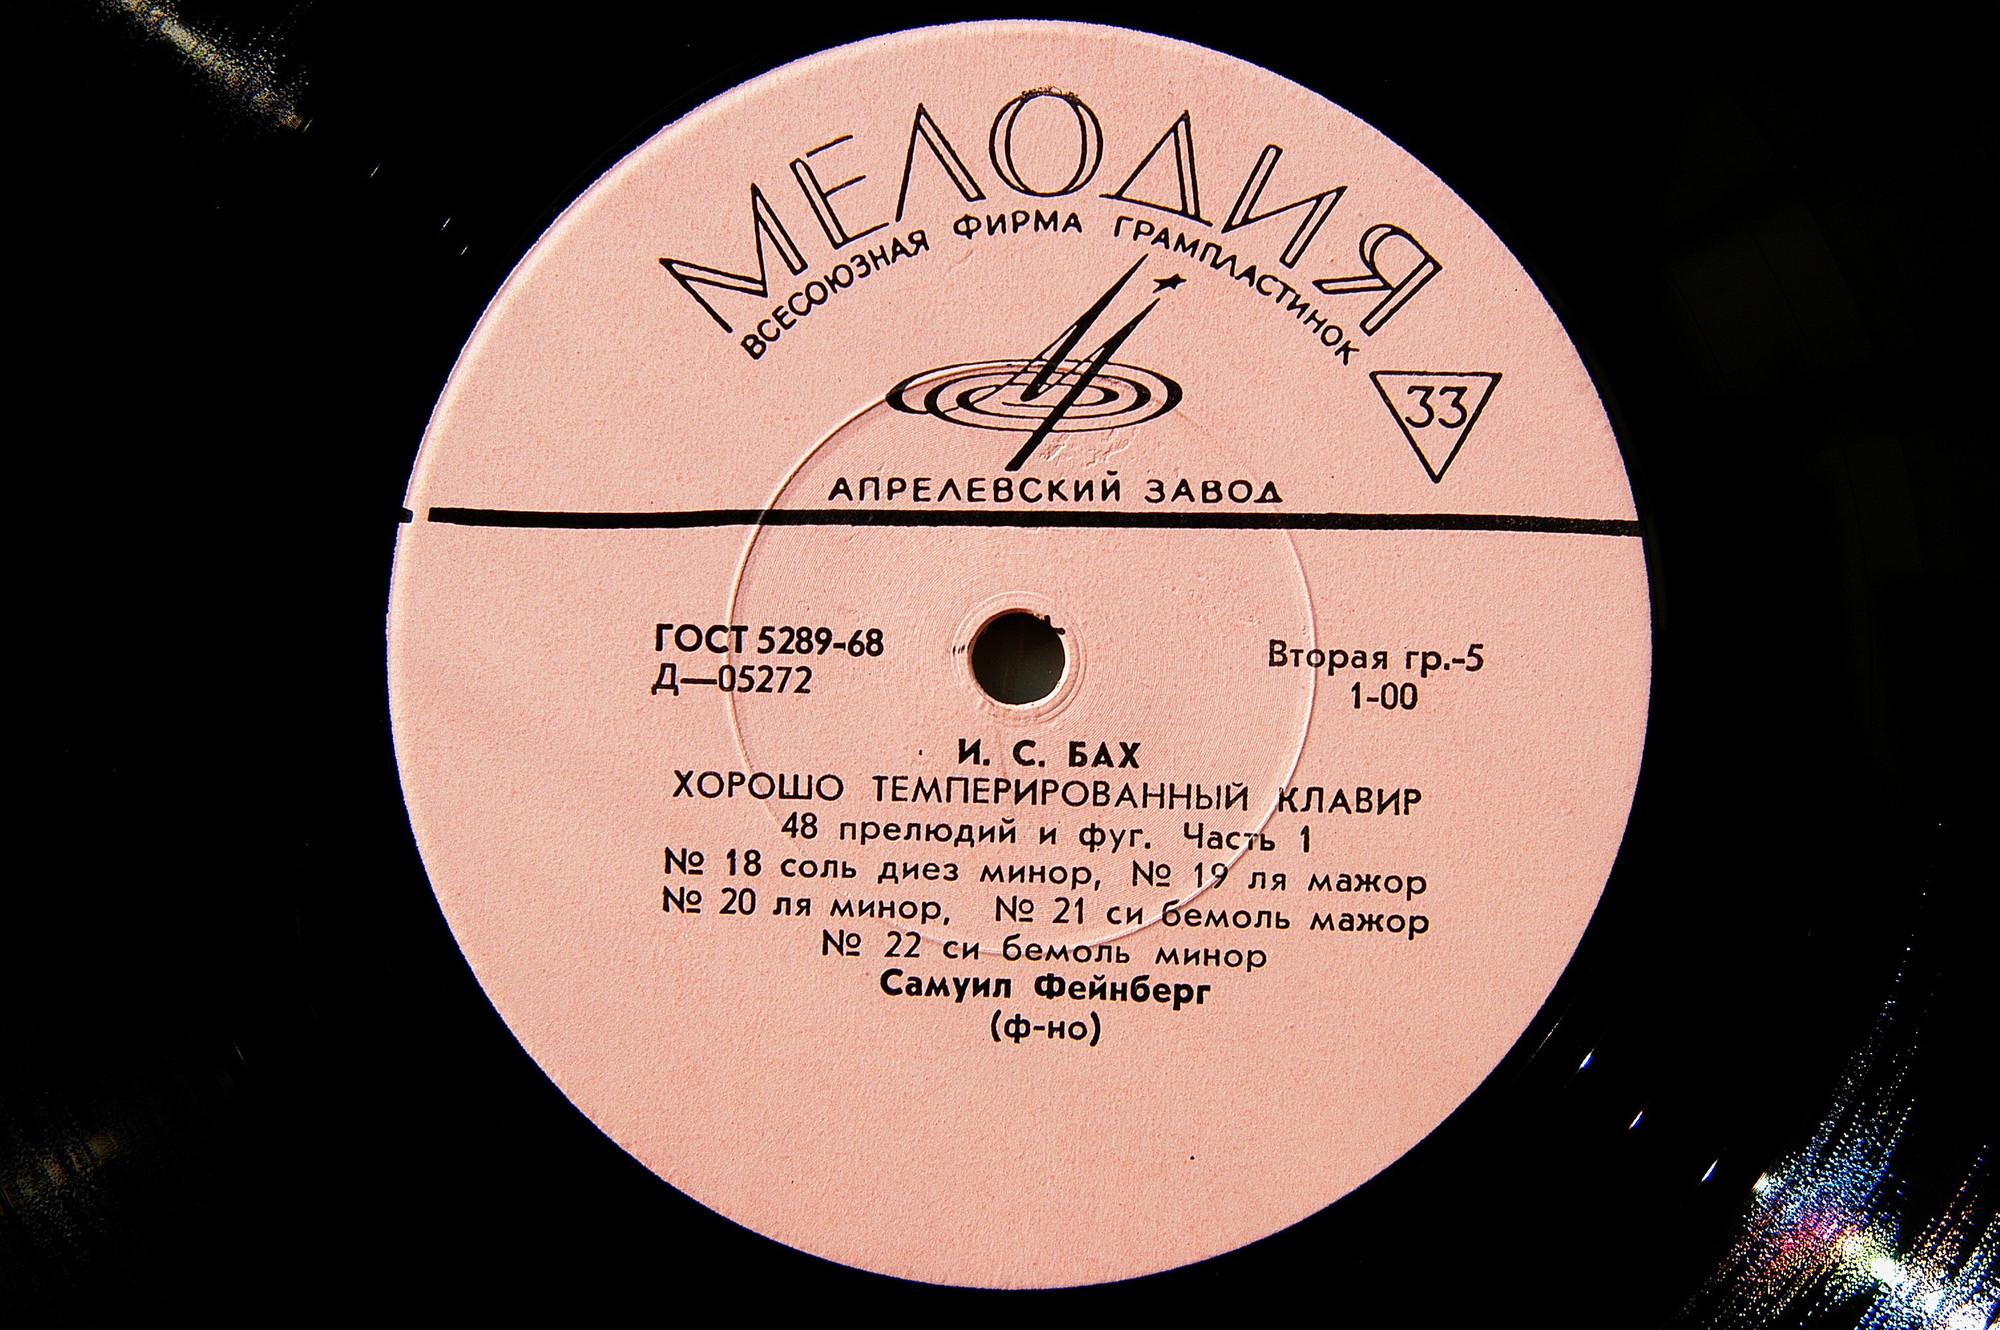 МЕЛОДИЯ
ВСЕСОЮЗНАЯ ФИРМА ГРАМПЛАСТИНОК
33
АПРЕЛЕВСКИЙ ЗАВОД
ГОСТ 5289-68
Д—05272
Вторая гр.-5
1-00
И. С. БАХ
ХОРОШО ТЕМПЕРИРОВАННЫЙ КЛАВИР
48 прелюдий и фуг. Часть 1
№ 18 соль диез минор, № 19 ля мажор
№ 20 ля минор, № 21 си бемоль мажор
№ 22 си бемоль минор
Самуил Фейнберг
(ф-но)